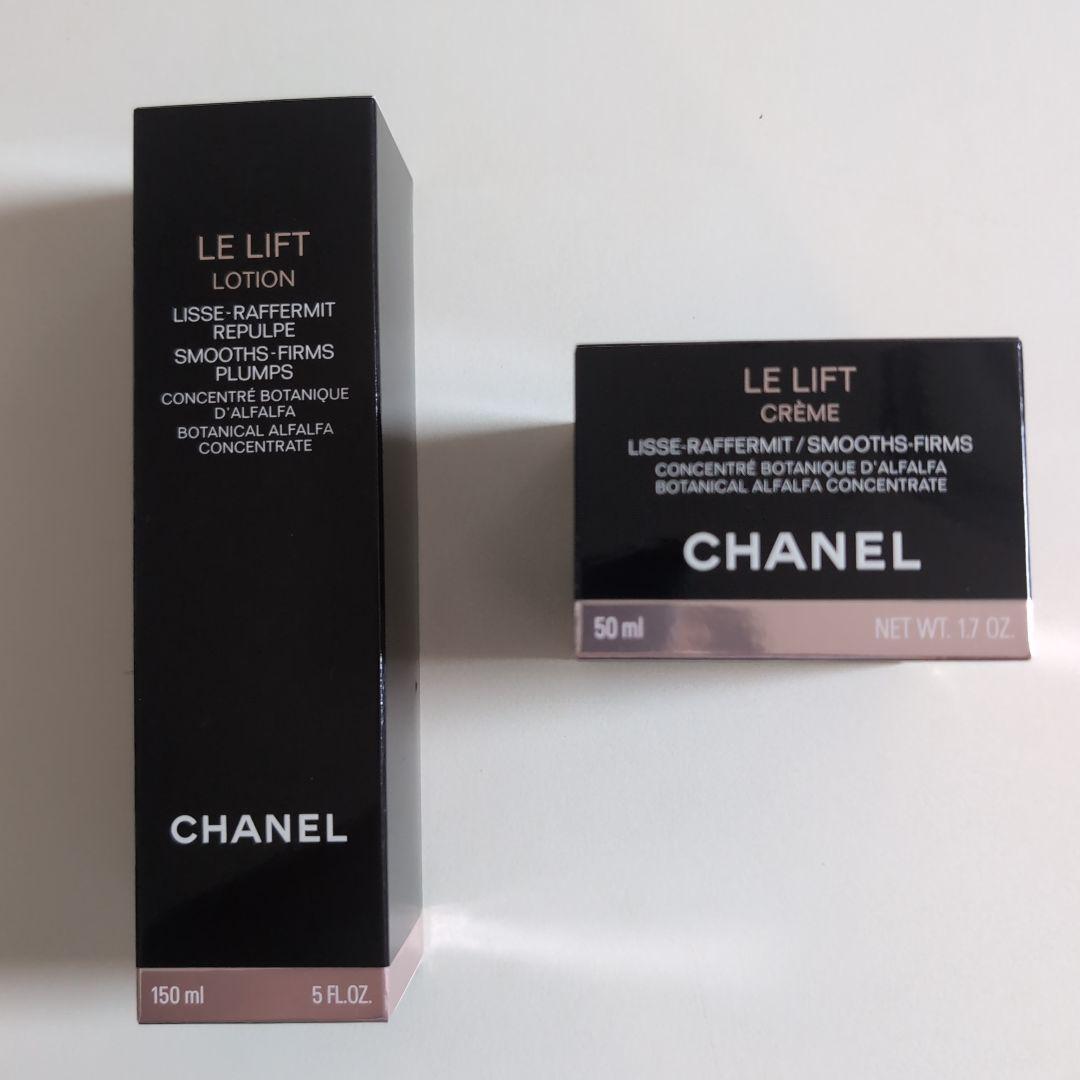 LE LIFT
LOTION
LISSE-RAFFERMIT
REPULPE
SMOOTHS-FIRMS
PLUMPS
CONCENTRÉ BOTANIQUE
D'ALFALFA
BOTANICAL ALFALFA
CONCENTRATE
CHANEL
150 ml 5 FL.OZ.
LE LIFT
CRÈME
LISSE-RAFFERMIT / SMOOTHS-FIRMS
CONCENTRÉ BOTANIQUE D'ALFALFA
BOTANICAL ALFALFA CONCENTRATE
CHANEL
50 ml NET WT. 1.7 OZ.